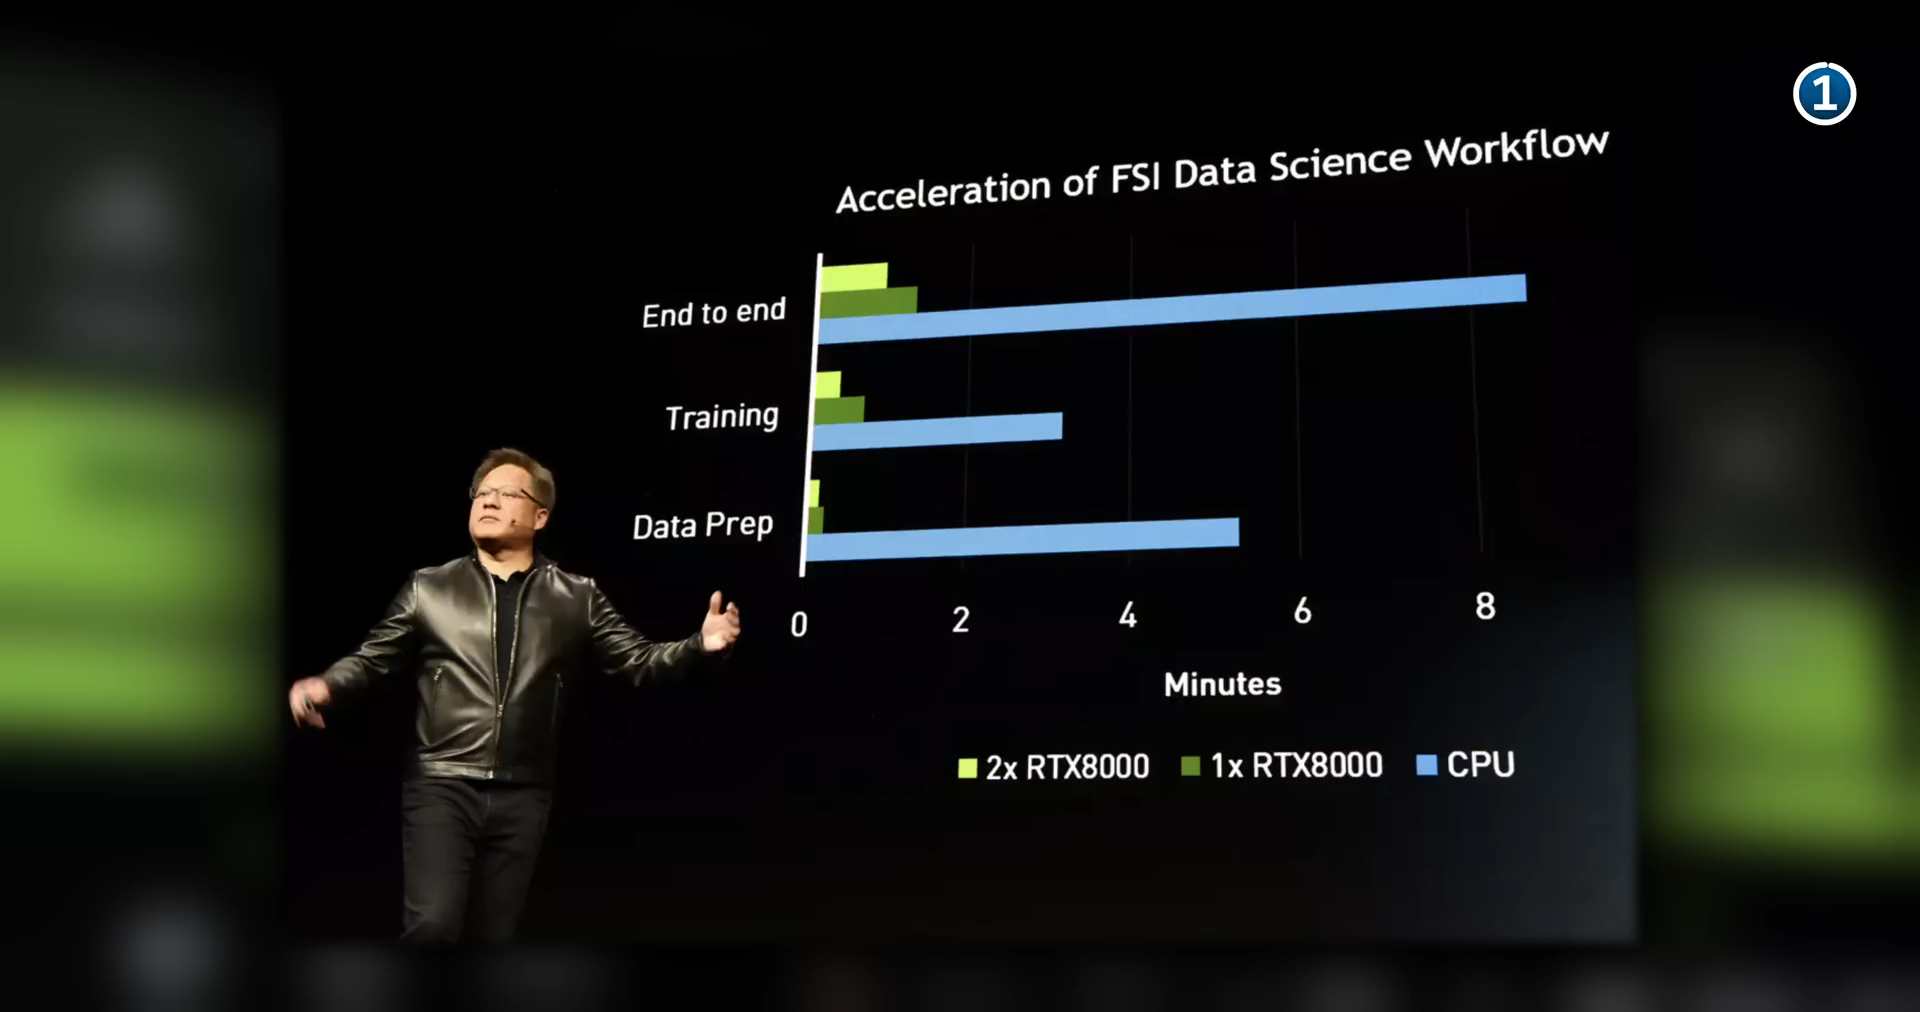 1
Acceleration of FSI Data Science Workflow
End to end
Training
Data Prep
0 2 4 6 8
Minutes
2x RTX8000 1x RTX8000 CPU